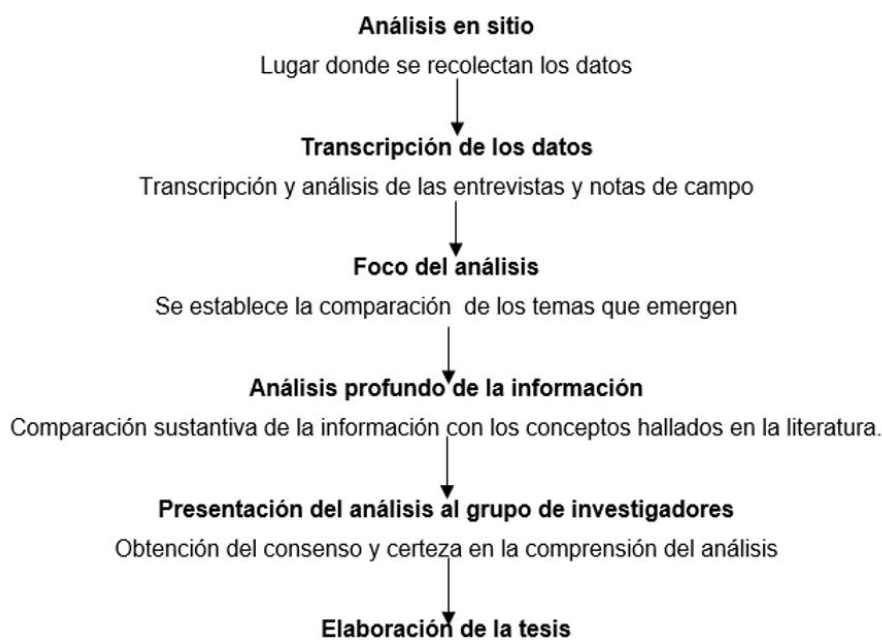 Análisis en sitio
Lugar donde se recolectan los datos
Transcripción de los datos
Transcripción y análisis de las entrevistas y notas de campo
Foco del análisis
Se establece la comparación  de los temas que emergen
Análisis profundo de la información
Comparación sustantiva de la información con los conceptos hallados en la literatura.
Presentación del análisis al grupo de investigadores
Obtención del consenso y certeza en la comprensión del análisis
Elaboración de la tesis